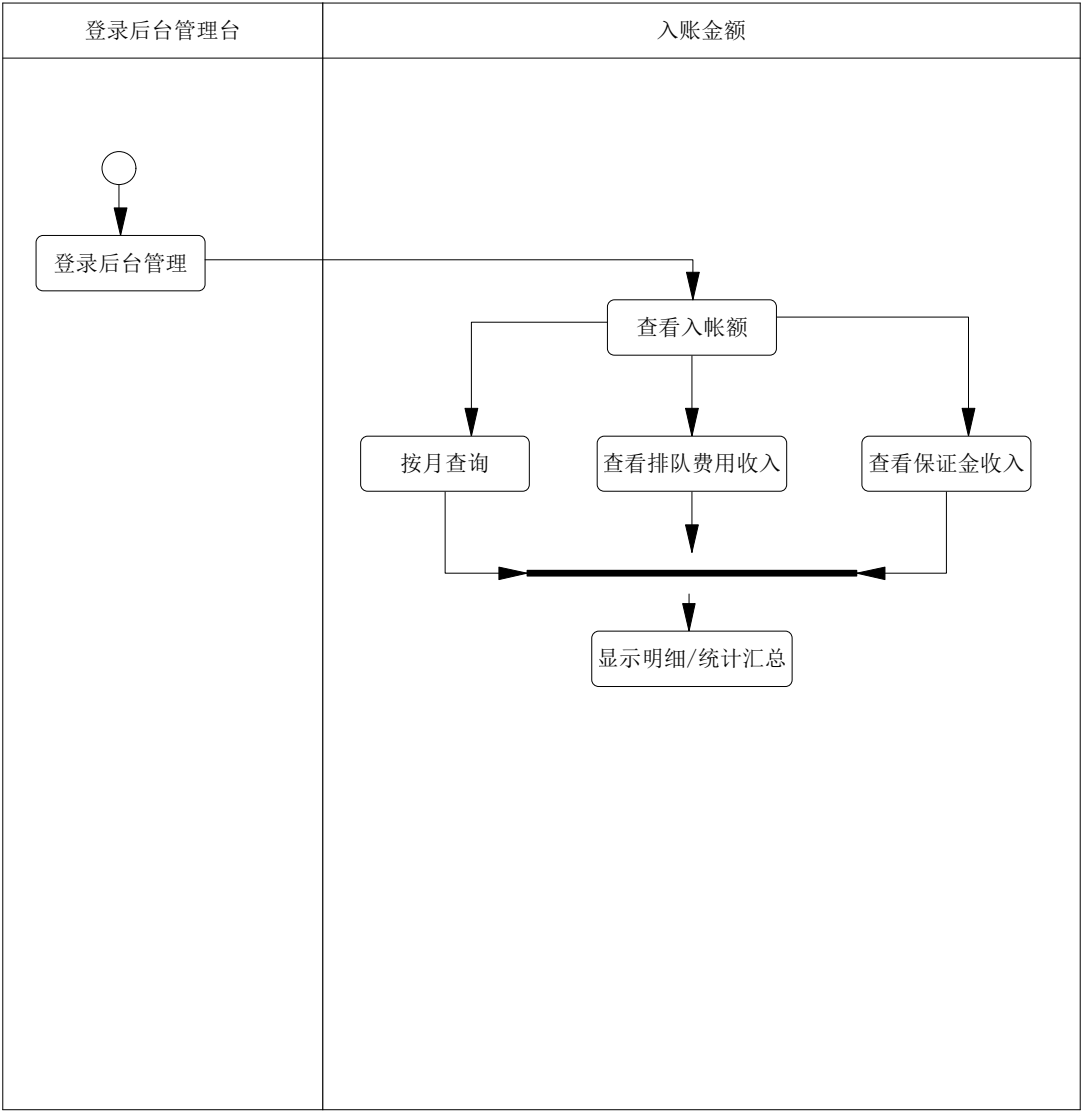 登录后台管理台
入账金额
登录后台管理
查看入帐额
按月查询
查看排队费用收入
查看保证金收入
显示明细/统计汇总